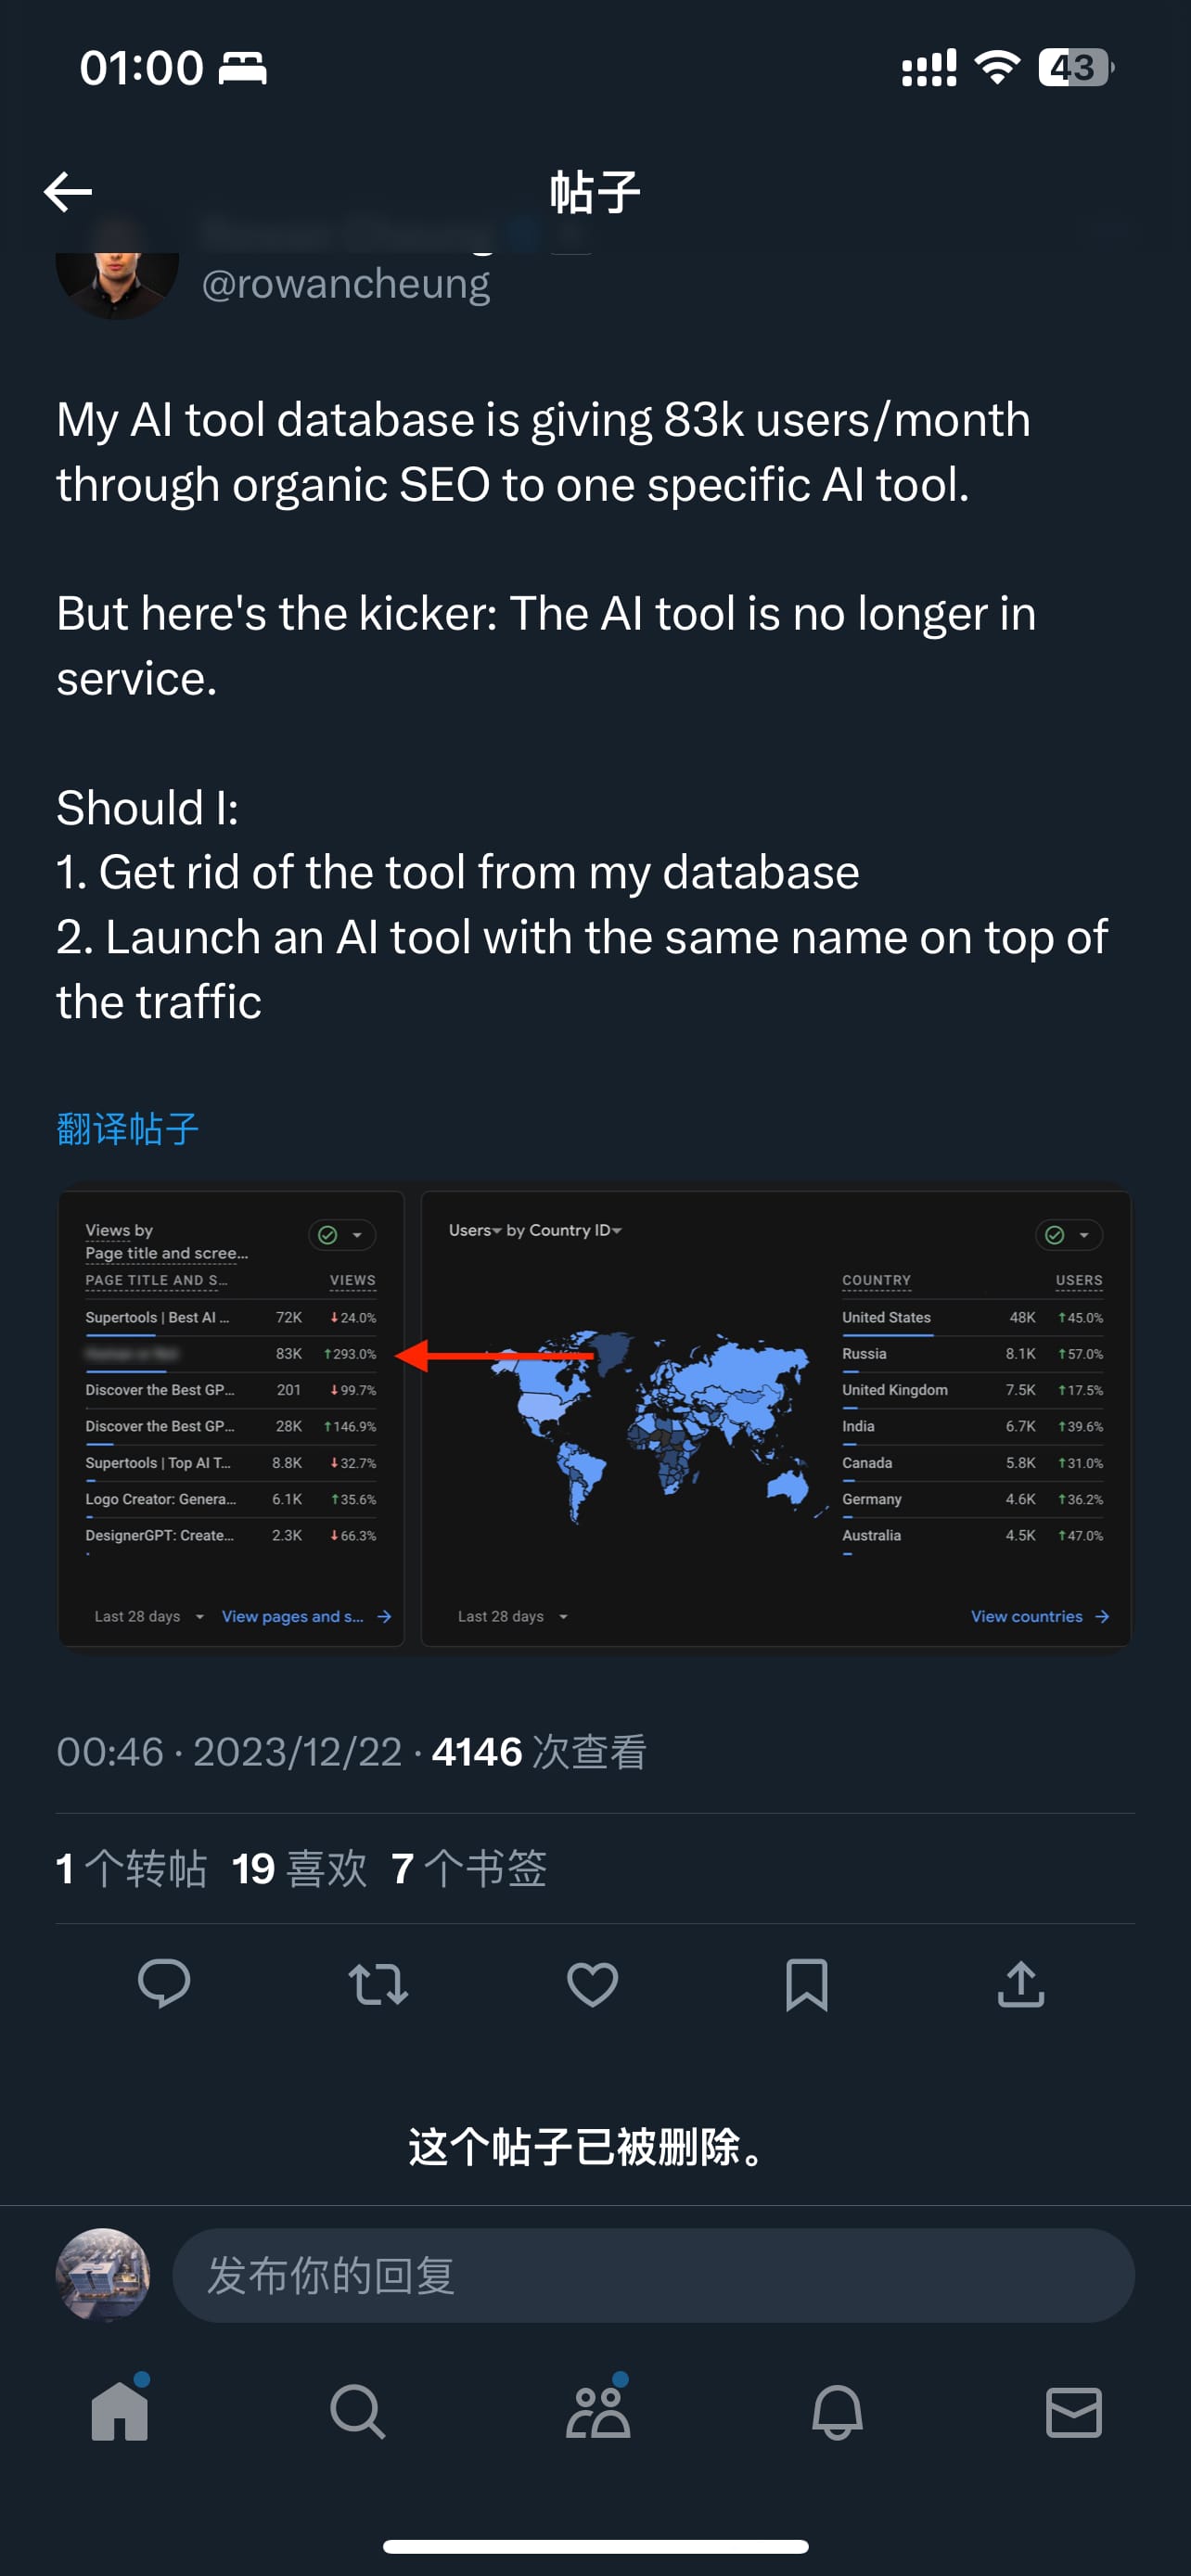 01:00
43
帖子
@rowancheung
My AI tool database is giving 83k users/month
through organic SEO to one specific AI tool.
But here's the kicker: The AI tool is no longer in
service.
Should I:
1. Get rid of the tool from my database
2. Launch an AI tool with the same name on top of
the traffic
翻译帖子
Views by
Page title and scree...
PAGE TITLE AND S... VIEWS
Supertools | Best AI ... 72K ↓24.0%
83K ↑293.0%
Discover the Best GP... 201 ↓99.7%
Discover the Best GP... 28K ↑146.9%
Supertools | Top AI T... 8.8K ↓32.7%
Logo Creator: Genera... 6.1K ↑35.6%
DesignerGPT: Create... 2.3K ↓66.3%
Last 28 days View pages and s... →
Users by Country ID
COUNTRY USERS
United States 48K ↑45.0%
Russia 8.1K ↑57.0%
United Kingdom 7.5K ↑17.5%
India 6.7K ↑39.6%
Canada 5.8K ↑31.0%
Germany 4.6K ↑36.2%
Australia 4.5K ↑47.0%
Last 28 days View countries →
00:46 · 2023/12/22 · 4146 次查看
1 个转帖 19 喜欢 7 个书签
这个帖子已被删除。
发布你的回复